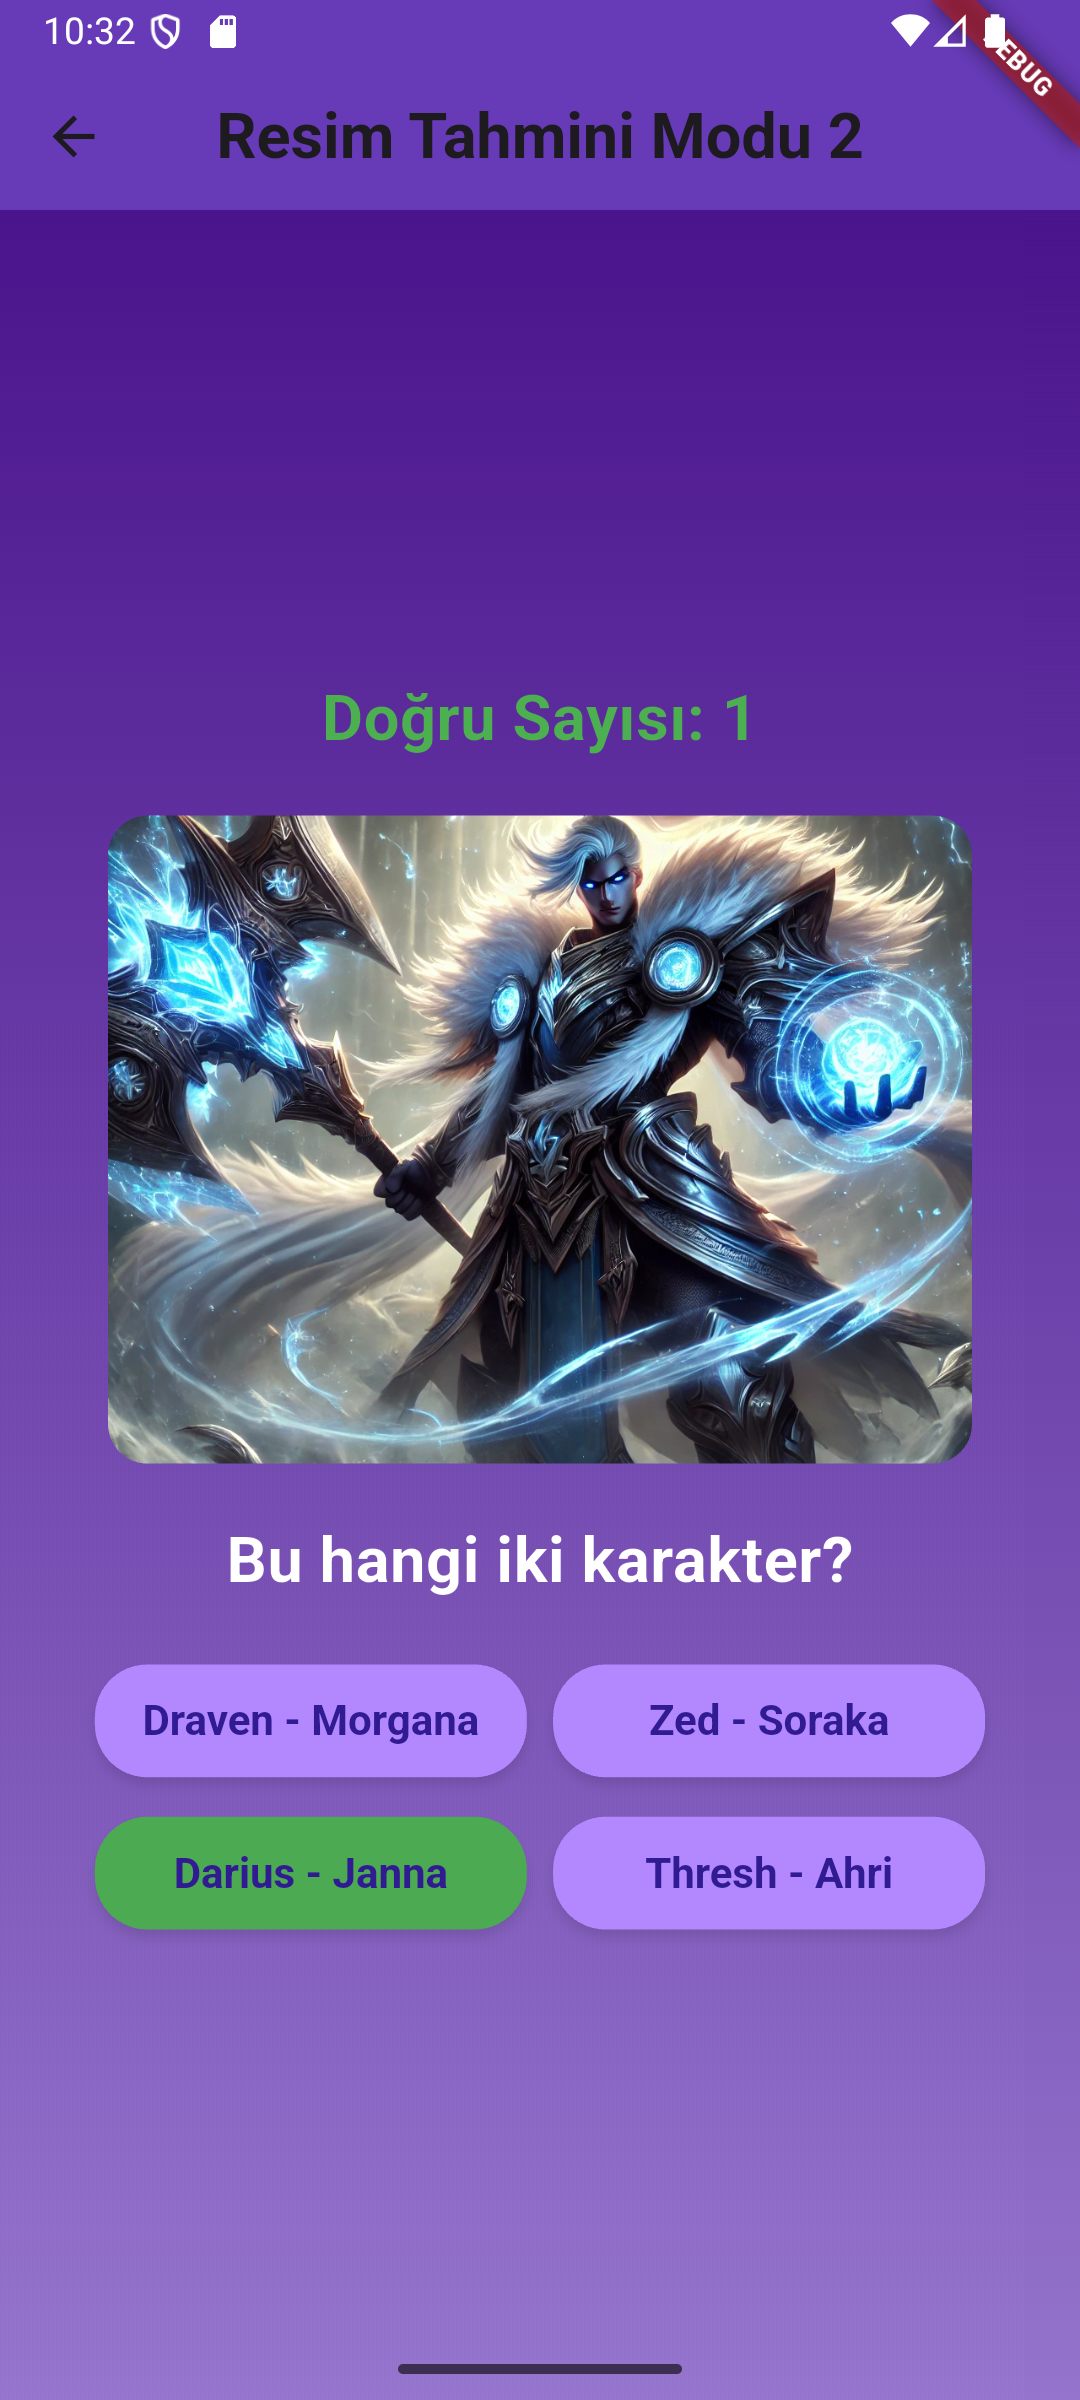 10:32
EBUG
Resim Tahmini Modu 2
Doğru Sayısı: 1
Bu hangi iki karakter?
Draven - Morgana
Zed - Soraka
Darius - Janna
Thresh - Ahri